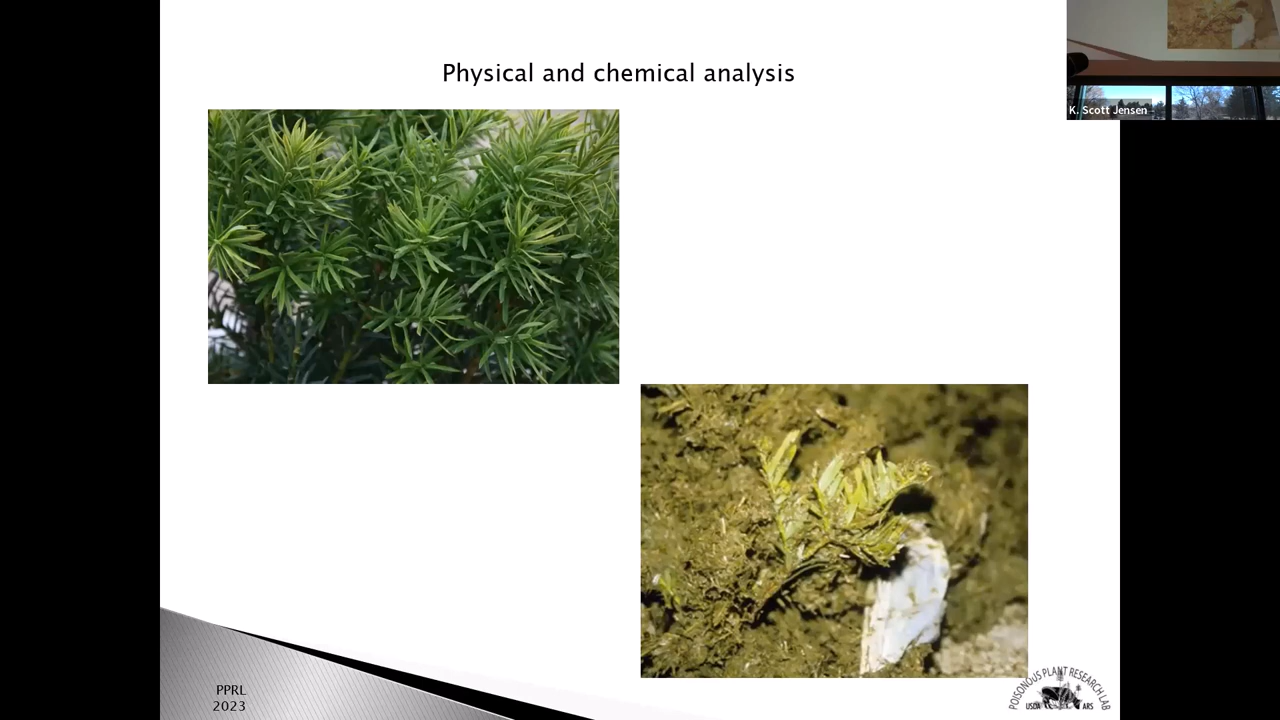 Physical and chemical analysis
K. Scott Jensen
PPRL
2023
POISONOUS PLANT RESEARCH LAB
USDA ARS